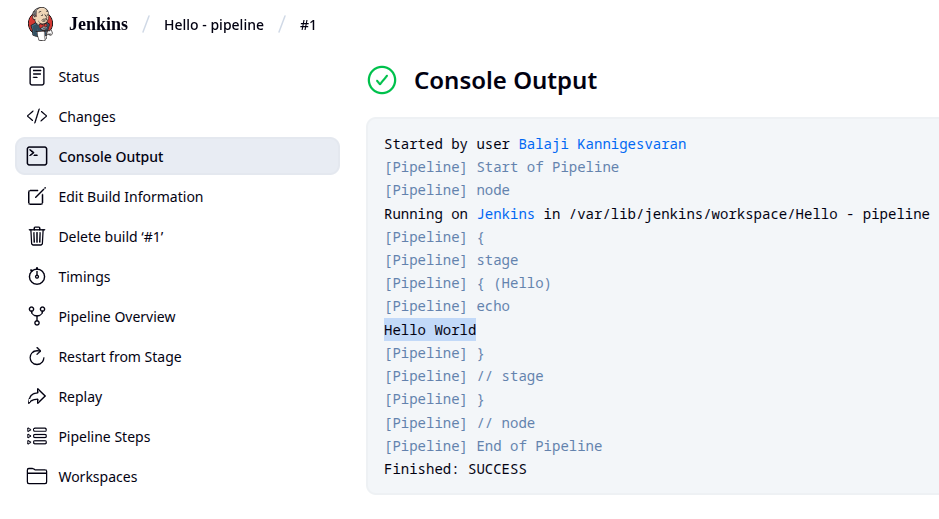 Jenkins / Hello - pipeline / #1
Status
Changes
Console Output
Edit Build Information
Delete build ‘#1’
Timings
Pipeline Overview
Restart from Stage
Replay
Pipeline Steps
Workspaces
Console Output
Started by user Balaji Kannigesvaran
[Pipeline] Start of Pipeline
[Pipeline] node
Running on Jenkins in /var/lib/jenkins/workspace/Hello - pipeline
[Pipeline] {
[Pipeline] stage
[Pipeline] { (Hello)
[Pipeline] echo
Hello World
[Pipeline] }
[Pipeline] // stage
[Pipeline] }
[Pipeline] // node
[Pipeline] End of Pipeline
Finished: SUCCESS